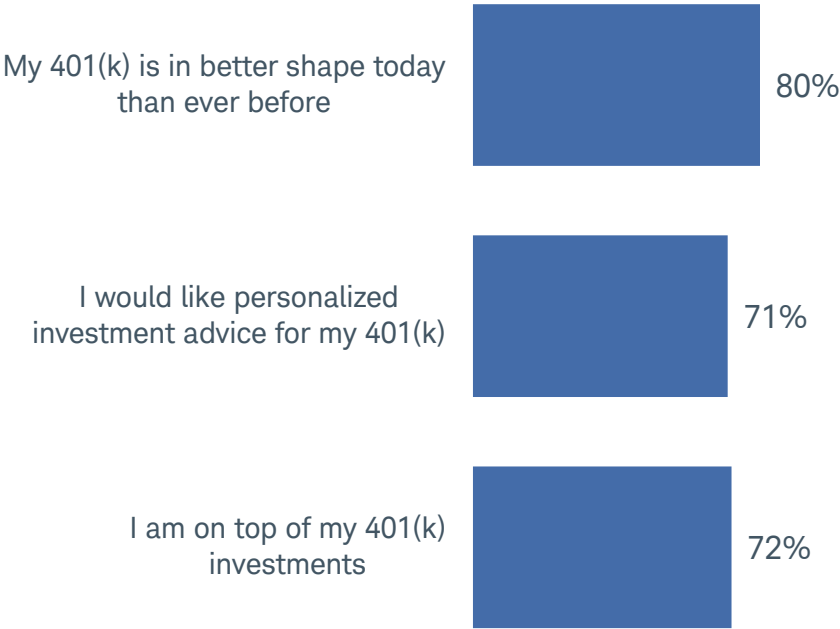 My 401(k) is in better shape today
than ever before
80%
I would like personalized
investment advice for my 401(k)
71%
I am on top of my 401(k)
investments
72%